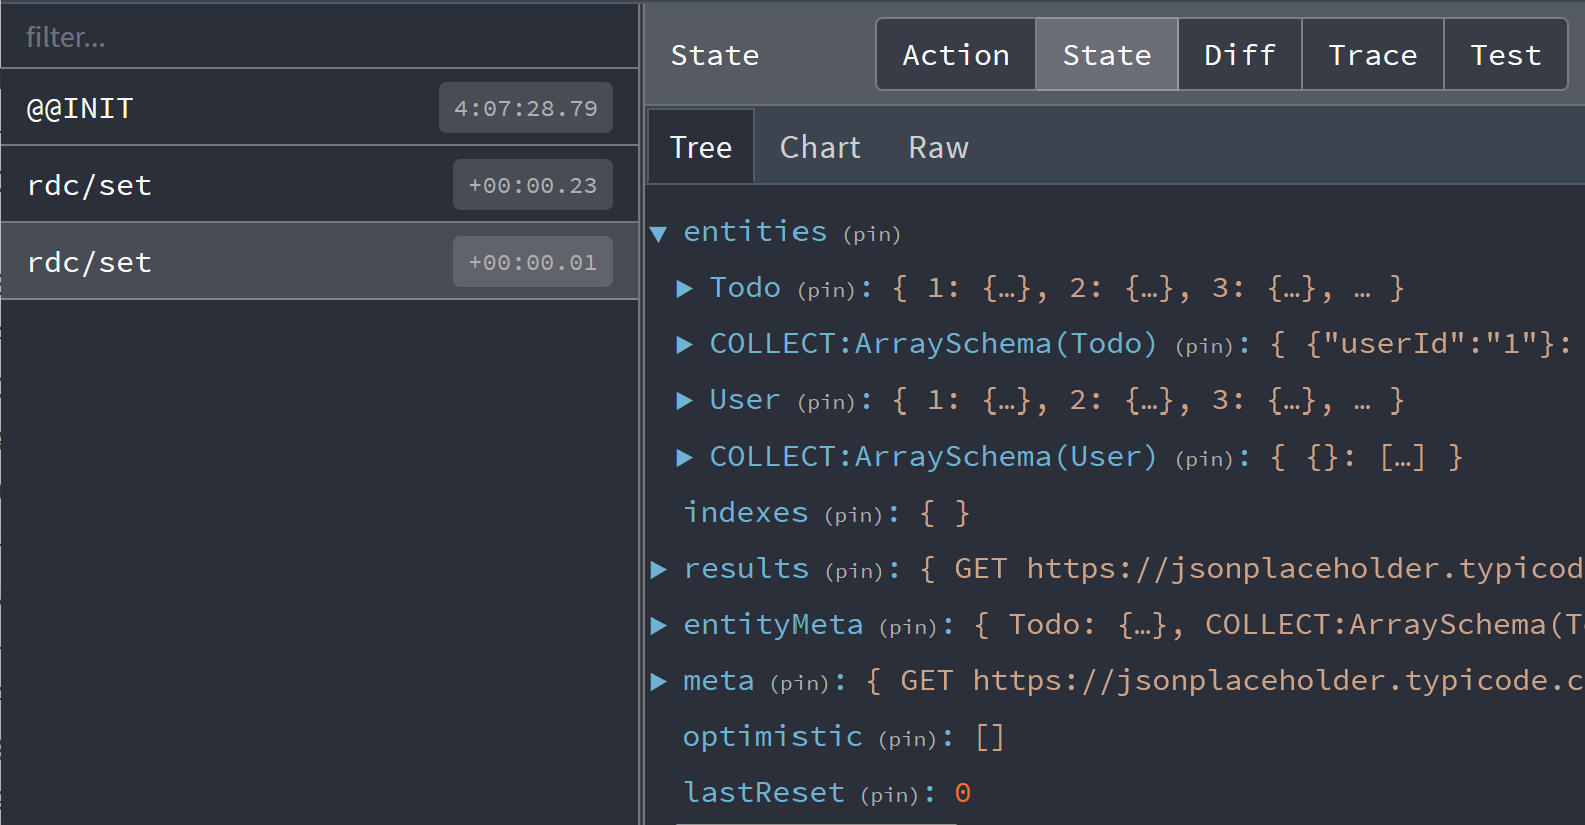 filter...
@@INIT 4:07:28.79
rdc/set +00:00.23
rdc/set +00:00.01
State Action State Diff Trace Test
Tree Chart Raw
▼ entities (pin)
▶ Todo (pin): { 1: {…}, 2: {…}, 3: {…}, … }
▶ COLLECT:ArraySchema(Todo) (pin): { {"userId":"1"}:
▶ User (pin): { 1: {…}, 2: {…}, 3: {…}, … }
▶ COLLECT:ArraySchema(User) (pin): { {}: […] }
indexes (pin): { }
▶ results (pin): { GET https://jsonplaceholder.typicod
▶ entityMeta (pin): { Todo: {…}, COLLECT:ArraySchema(T
▶ meta (pin): { GET https://jsonplaceholder.typicode.c
optimistic (pin): []
lastReset (pin): 0